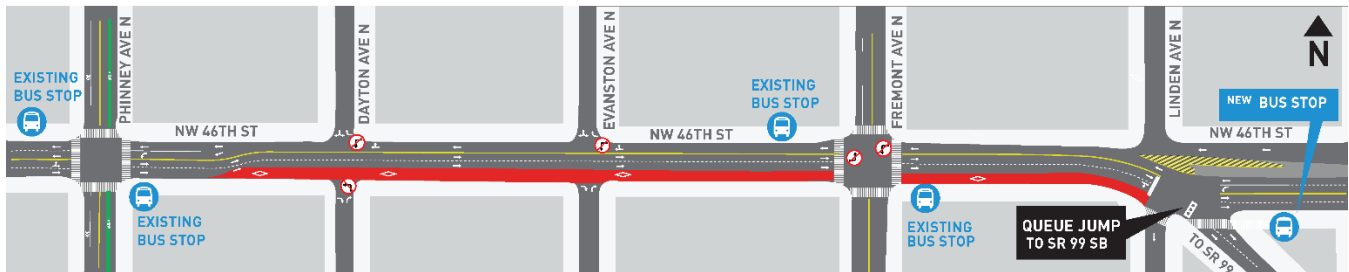 PHINNEY AVE N
DAYTON AVE N
EVANSTON AVE N
FREMONT AVE N
LINDEN AVE N
N
EXISTING
BUS STOP
EXISTING
BUS STOP
NEW BUS STOP
NW 46TH ST
NW 46TH ST
NW 46TH ST
EXISTING
BUS STOP
EXISTING
BUS STOP
QUEUE JUMP
TO SR 99 SB
TO SR 99